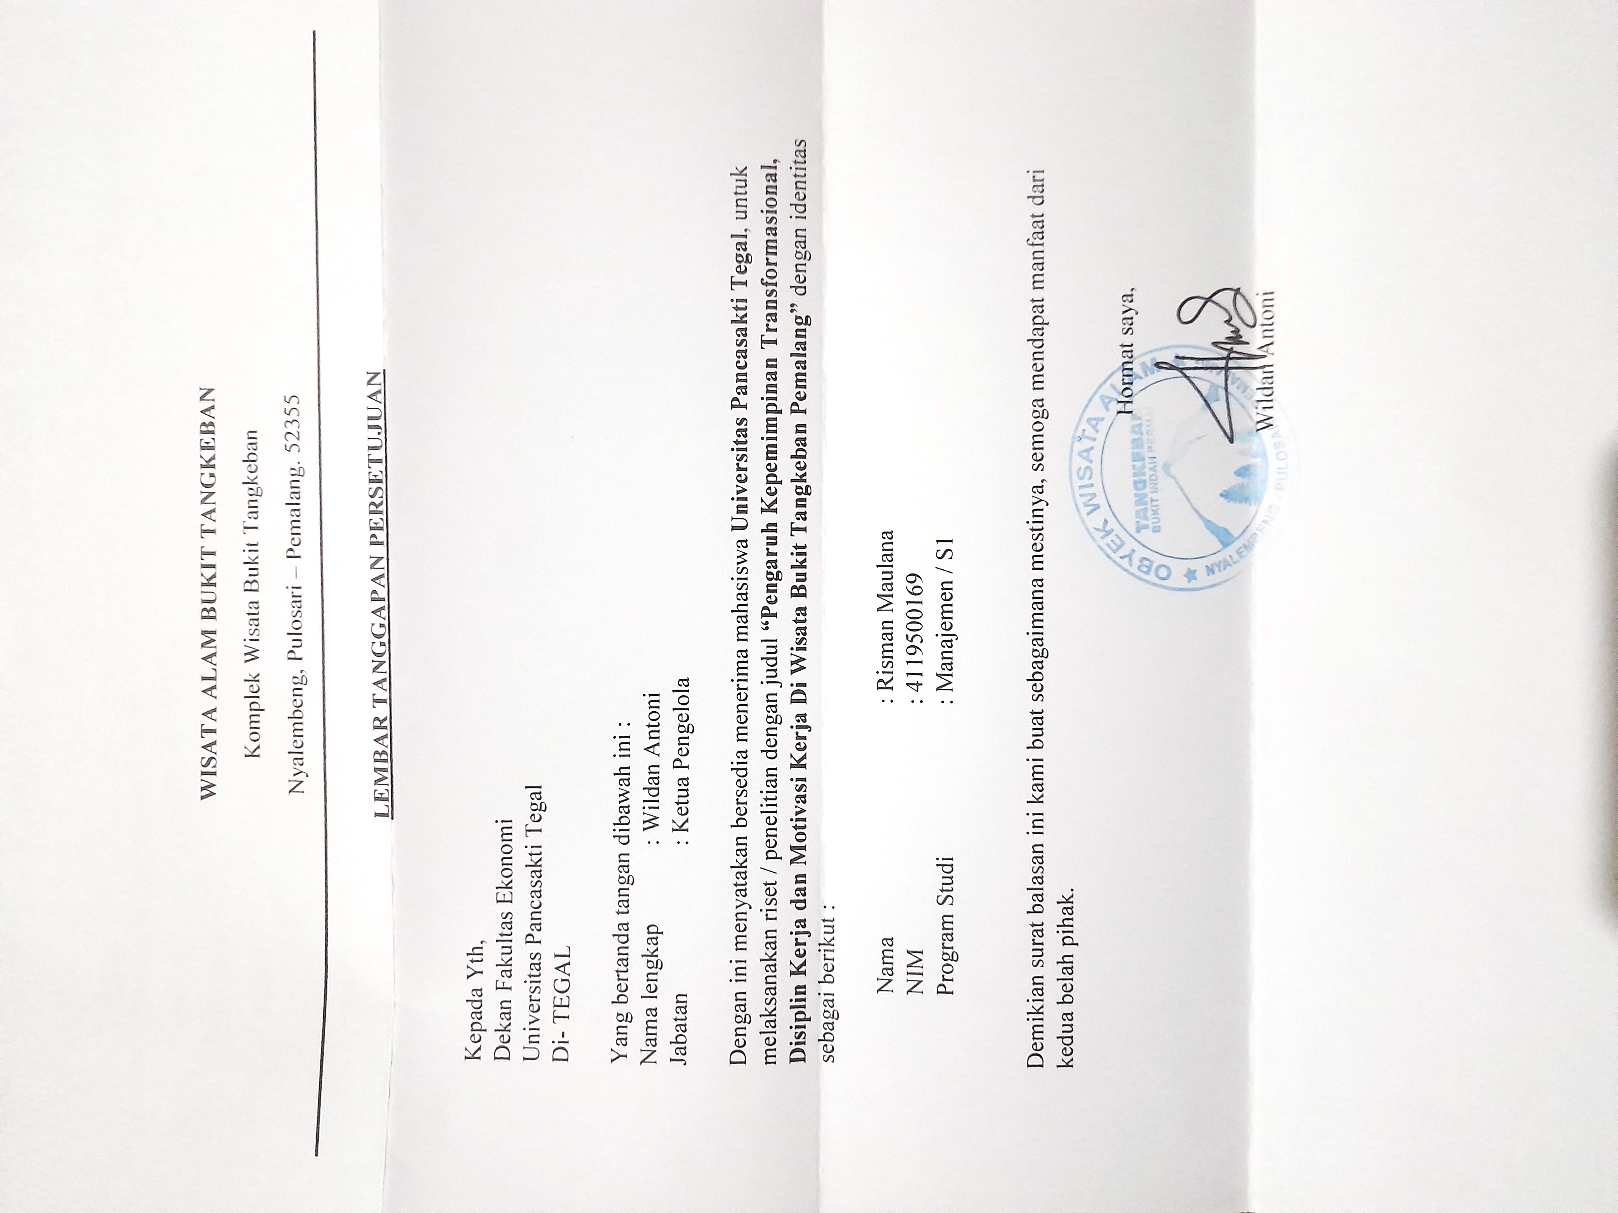 WISATA ALAM BUKIT TANGKEBAN
Komplek Wisata Bukit Tangkeban
Nyalembeng, Pulosari – Pemalang. 52355
LEMBAR TANGGAPAN PERSETUJUAN
Kepada Yth,
Dekan Fakultas Ekonomi
Universitas Pancasakti Tegal
Di- TEGAL
Yang bertanda tangan dibawah ini :
Nama lengkap : Wildan Antoni
Jabatan : Ketua Pengelola
Dengan ini menyatakan bersedia menerima mahasiswa Universitas Pancasakti Tegal, untuk
melaksanakan riset / penelitian dengan judul “Pengaruh Kepemimpinan Transformasional,
Disiplin Kerja dan Motivasi Kerja Di Wisata Bukit Tangkeban Pemalang” dengan identitas
sebagai berikut :
Nama : Risman Maulana
NIM : 4119500169
Program Studi : Manajemen / S1
Demikian surat balasan ini kami buat sebagaimana mestinya, semoga mendapat manfaat dari
kedua belah pihak.
Hormat saya,
OBYEK WISATA ALAM
TANGKEBAN
BUKIT INDAH
NYALEMBENG
Wildan Antoni